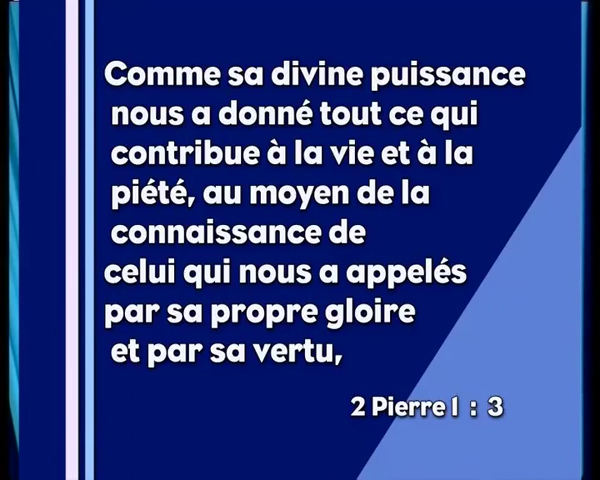 Comme sa divine puissance
nous a donné tout ce qui
contribue à la vie et à la
piété, au moyen de la
connaissance de
celui qui nous a appelés
par sa propre gloire
et par sa vertu,
2 Pierre 1 : 3